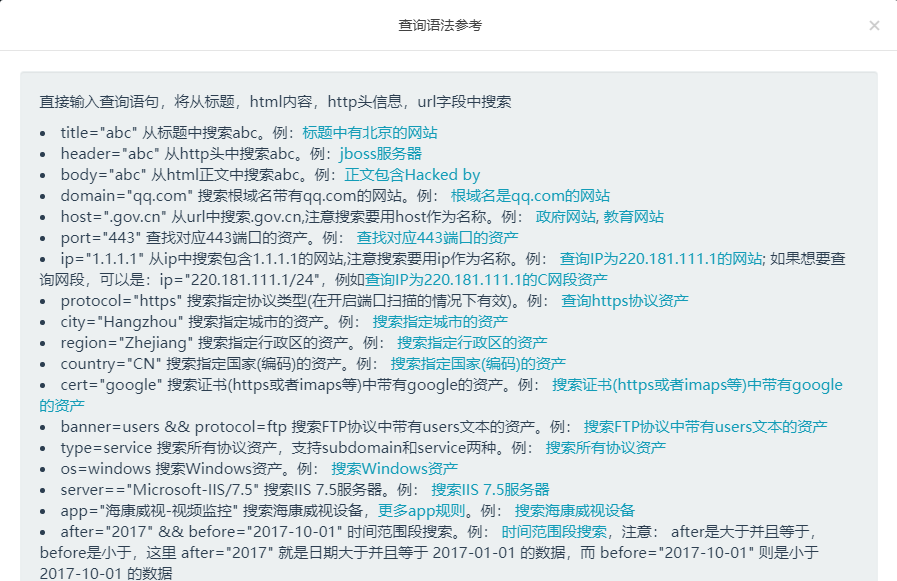 查询语法参考
×
直接输入查询语句，将从标题，html内容，http头信息，url字段中搜索
• title="abc" 从标题中搜索abc。例：标题中有北京的网站
• header="abc" 从http头中搜索abc。例：jboss服务器
• body="abc" 从html正文中搜索abc。例：正文包含Hacked by
• domain="qq.com" 搜索根域名带有qq.com的网站。例： 根域名是qq.com的网站
• host=".gov.cn" 从url中搜索.gov.cn,注意搜索要用host作为名称。例： 政府网站, 教育网站
• port="443" 查找对应443端口的资产。例： 查找对应443端口的资产
• ip="1.1.1.1" 从ip中搜索包含1.1.1.1的网站,注意搜索要用ip作为名称。例： 查询IP为220.181.111.1的网站; 如果想要查
询网段，可以是：ip="220.181.111.1/24"，例如查询IP为220.181.111.1的C网段资产
• protocol="https" 搜索指定协议类型(在开启端口扫描的情况下有效)。例： 查询https协议资产
• city="Hangzhou" 搜索指定城市的资产。例： 搜索指定城市的资产
• region="Zhejiang" 搜索指定行政区的资产。例： 搜索指定行政区的资产
• country="CN" 搜索指定国家(编码)的资产。例： 搜索指定国家(编码)的资产
• cert="google" 搜索证书(https或者imaps等)中带有google的资产。例： 搜索证书(https或者imaps等)中带有google
的资产
• banner=users && protocol=ftp 搜索FTP协议中带有users文本的资产。例： 搜索FTP协议中带有users文本的资产
• type=service 搜索所有协议资产，支持subdomain和service两种。例： 搜索所有协议资产
• os=windows 搜索Windows资产。例： 搜索Windows资产
• server=="Microsoft-IIS/7.5" 搜索IIS 7.5服务器。例： 搜索IIS 7.5服务器
• app="海康威视-视频监控" 搜索海康威视设备，更多app规则。例： 搜索海康威视设备
• after="2017" && before="2017-10-01" 时间范围段搜索。例： 时间范围段搜索，注意： after是大于并且等于，
before是小于，这里 after="2017" 就是日期大于并且等于 2017-01-01 的数据，而 before="2017-10-01" 则是小于
2017-10-01 的数据